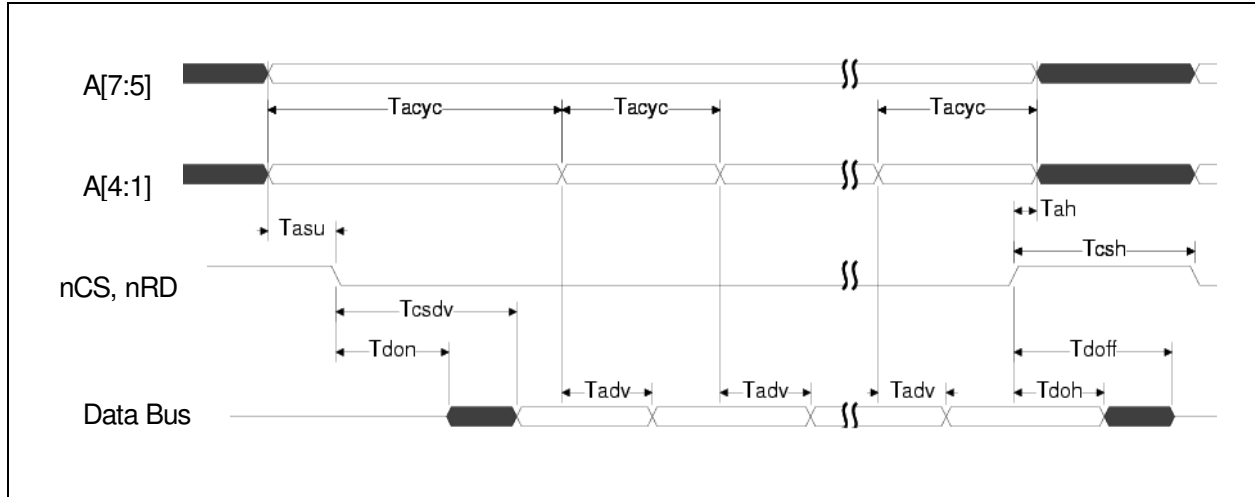 A[7:5]
Tacyc Tacyc Tacyc
A[4:1]
Tah
Tasu
Tcsh
nCS, nRD
Tcsdv
Tdon Tdoff
Tadv Tadv Tadv Tdoh
Data Bus